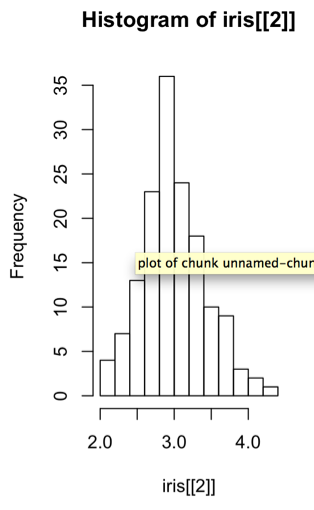 Histogram of iris[[2]]
35
30
25
20
15
10
5
0
Frequency
plot of chunk unnamed-chun
2.0 3.0 4.0
iris[[2]]